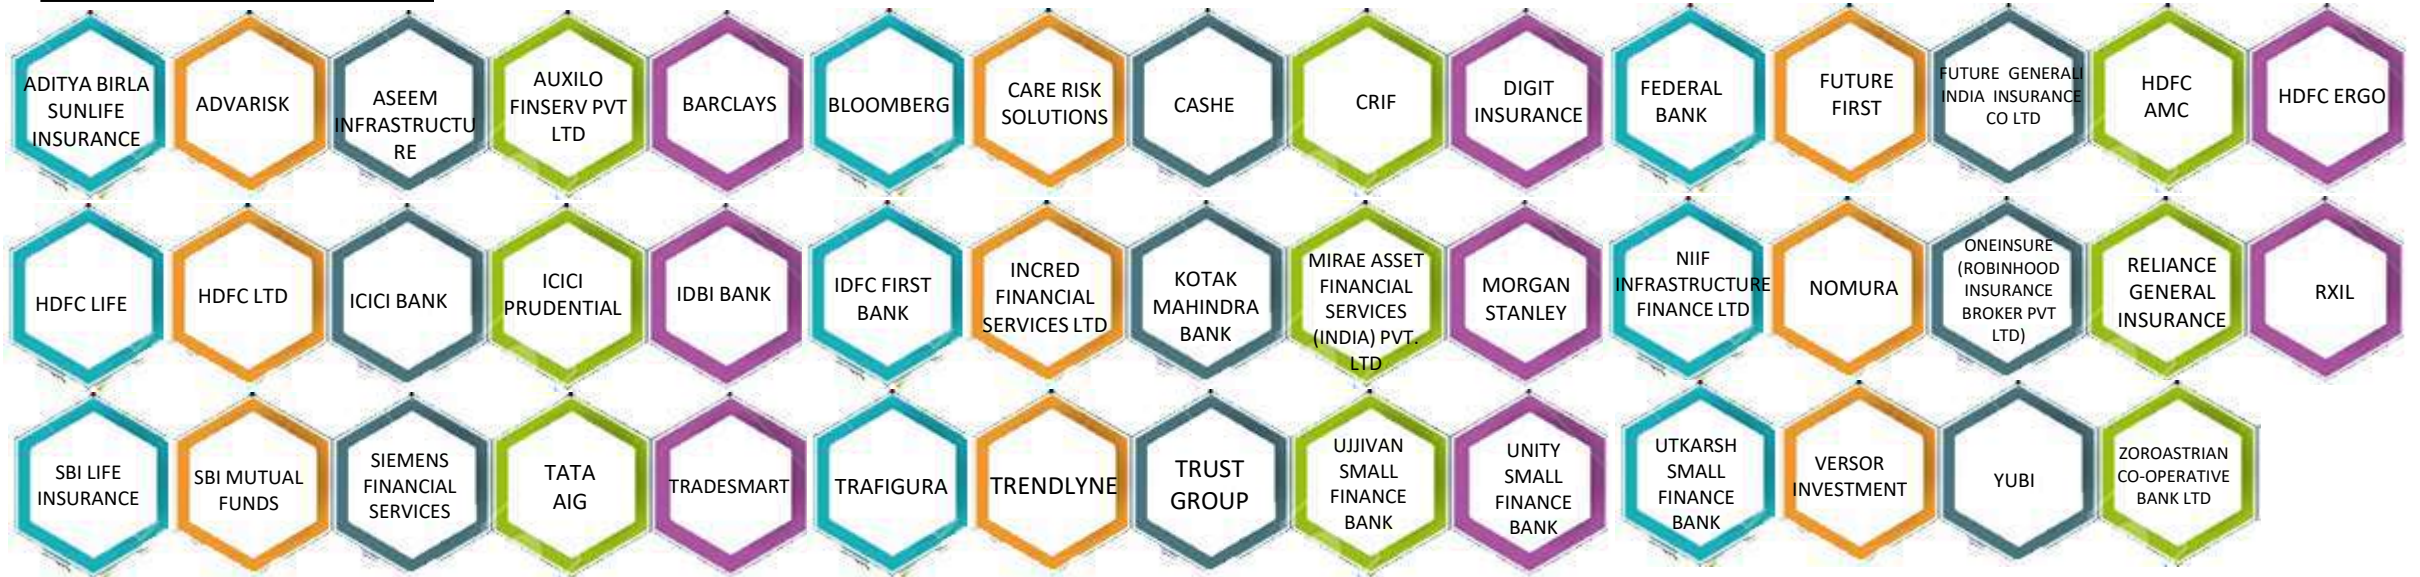 ADITYA BIRLA
SUNLIFE
INSURANCE
ADVARISK
ASEEM
INFRASTRUCTU
RE
AUXILO
FINSERV PVT
LTD
BARCLAYS
BLOOMBERG
CARE RISK
SOLUTIONS
CASHE
CRIF
DIGIT
INSURANCE
FEDERAL
BANK
FUTURE
FIRST
FUTURE GENERALI
INDIA INSURANCE
CO LTD
HDFC
AMC
HDFC ERGO
HDFC LIFE
HDFC LTD
ICICI BANK
ICICI
PRUDENTIAL
IDBI BANK
IDFC FIRST
BANK
INCRED
FINANCIAL
SERVICES LTD
KOTAK
MAHINDRA
BANK
MIRAE ASSET
FINANCIAL
SERVICES
(INDIA) PVT.
LTD
MORGAN
STANLEY
NIIF
INFRASTRUCTURE
FINANCE LTD
NOMURA
ONEINSURE
(ROBINHOOD
INSURANCE
BROKER PVT
LTD)
RELIANCE
GENERAL
INSURANCE
RXIL
SBI LIFE
INSURANCE
SBI MUTUAL
FUNDS
SIEMENS
FINANCIAL
SERVICES
TATA
AIG
TRADESMART
TRAFIGURA
TRENDLYNE
TRUST
GROUP
UJJIVAN
SMALL
FINANCE
BANK
UNITY
SMALL
FINANCE
BANK
UTKARSH
SMALL
FINANCE
BANK
VERSOR
INVESTMENT
YUBI
ZOROASTRIAN
CO-OPERATIVE
BANK LTD